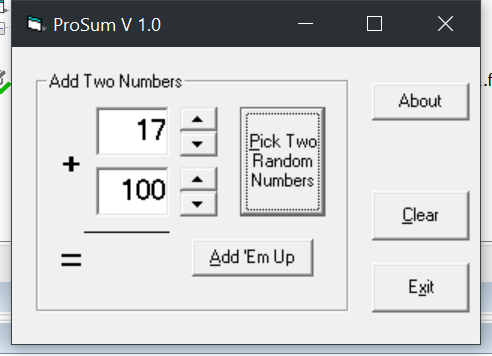 ProSum V 1.0
Add Two Numbers
17
+
100
=
Pick Two
Random
Numbers
Add 'Em Up
About
Clear
Exit